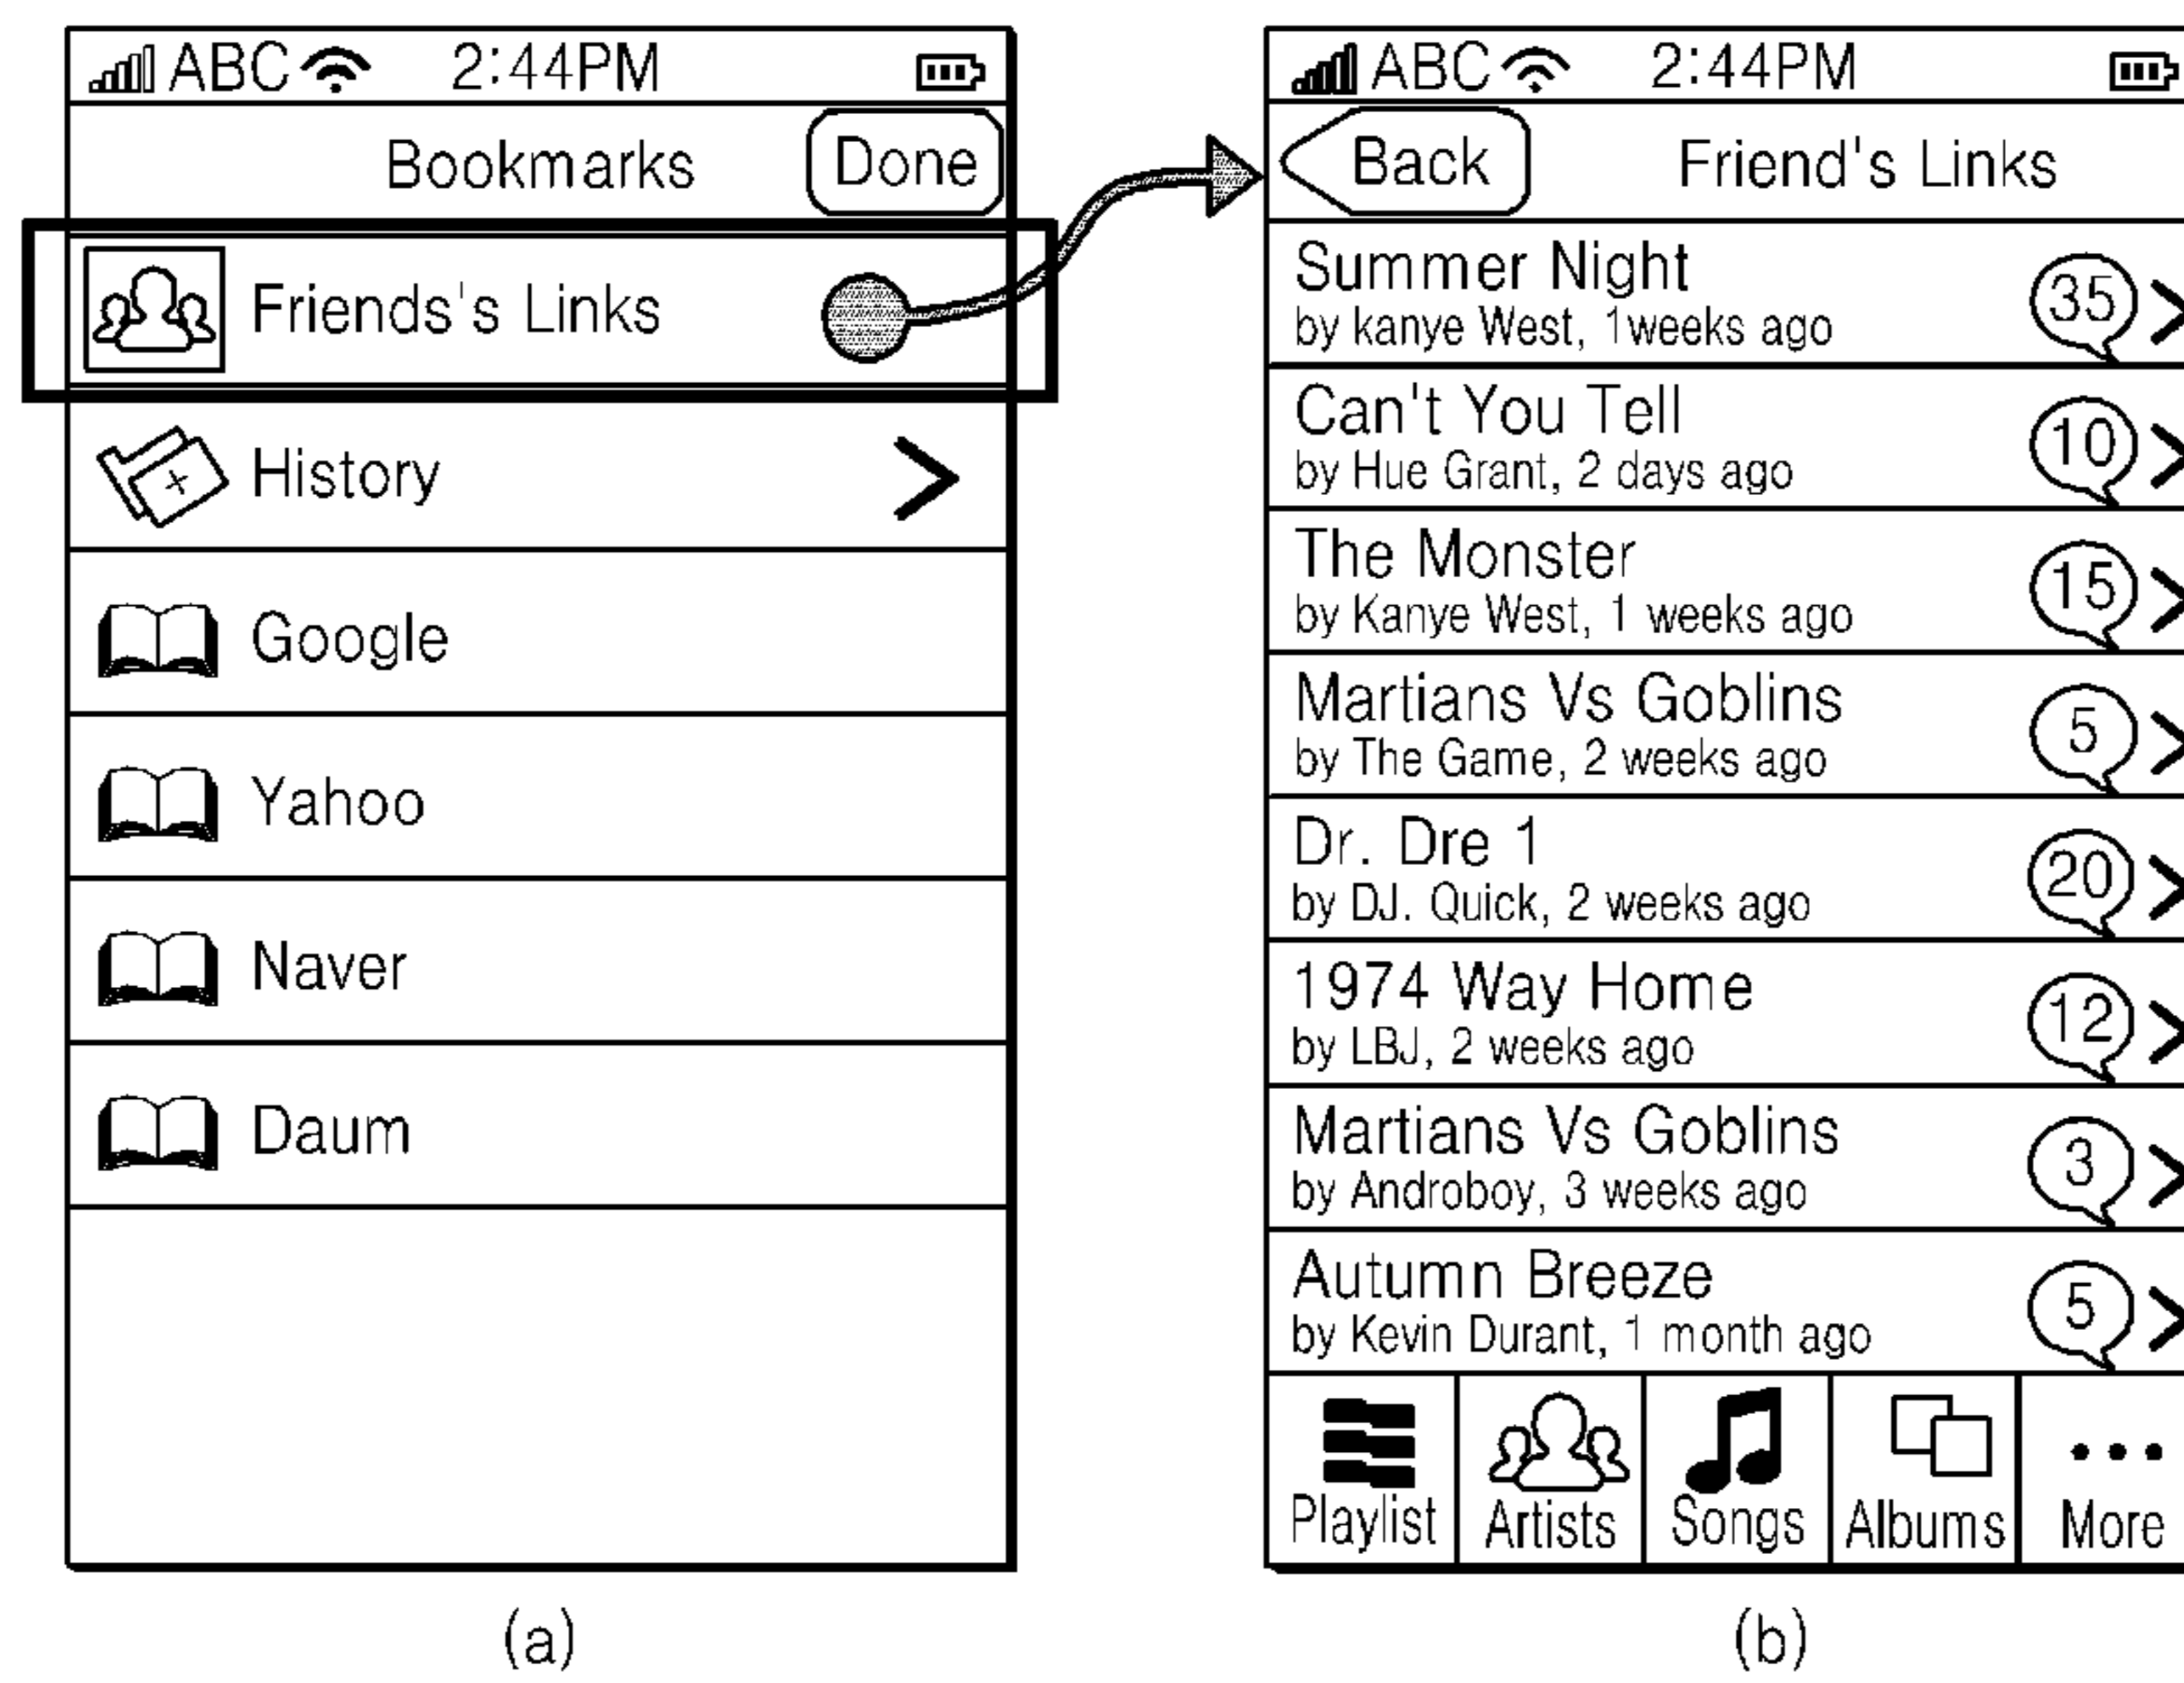 ABC 2:44PM
Bookmarks Done
Friends's Links
History
Google
Yahoo
Naver
Daum
(a)
ABC 2:44PM
Back Friend's Links
Summer Night
by kanye West, 1weeks ago
35
Can't You Tell
by Hue Grant, 2 days ago
10
The Monster
by Kanye West, 1 weeks ago
15
Martians Vs Goblins
by The Game, 2 weeks ago
5
Dr. Dre 1
by DJ. Quick, 2 weeks ago
20
1974 Way Home
by LBJ, 2 weeks ago
12
Martians Vs Goblins
by Androboy, 3 weeks ago
3
Autumn Breeze
by Kevin Durant, 1 month ago
5
Playlist Artists Songs Albums More
(b)